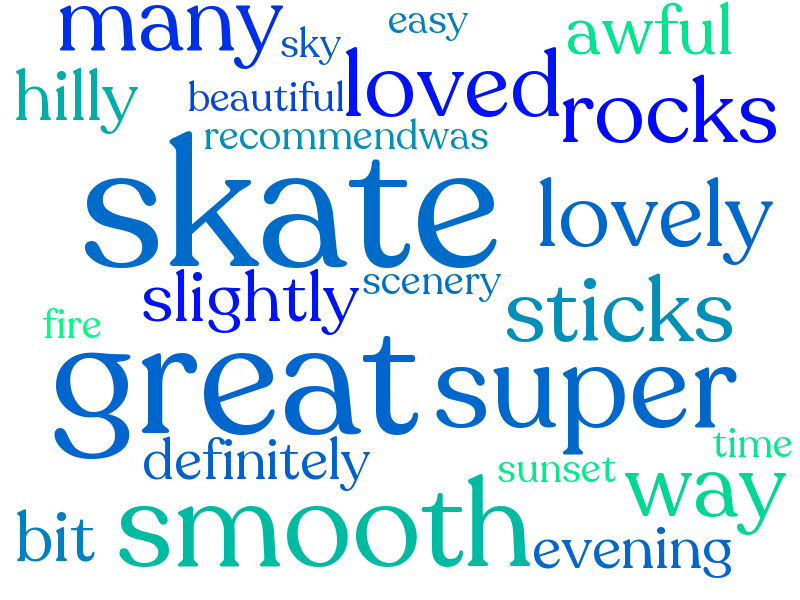 many
sky
easy
awful
hilly
beautiful
loved
rocks
recommend
was
skate
lovely
slightly
scenery
sticks
fire
great
super
definitely
sunset
time
way
bit
smooth
evening